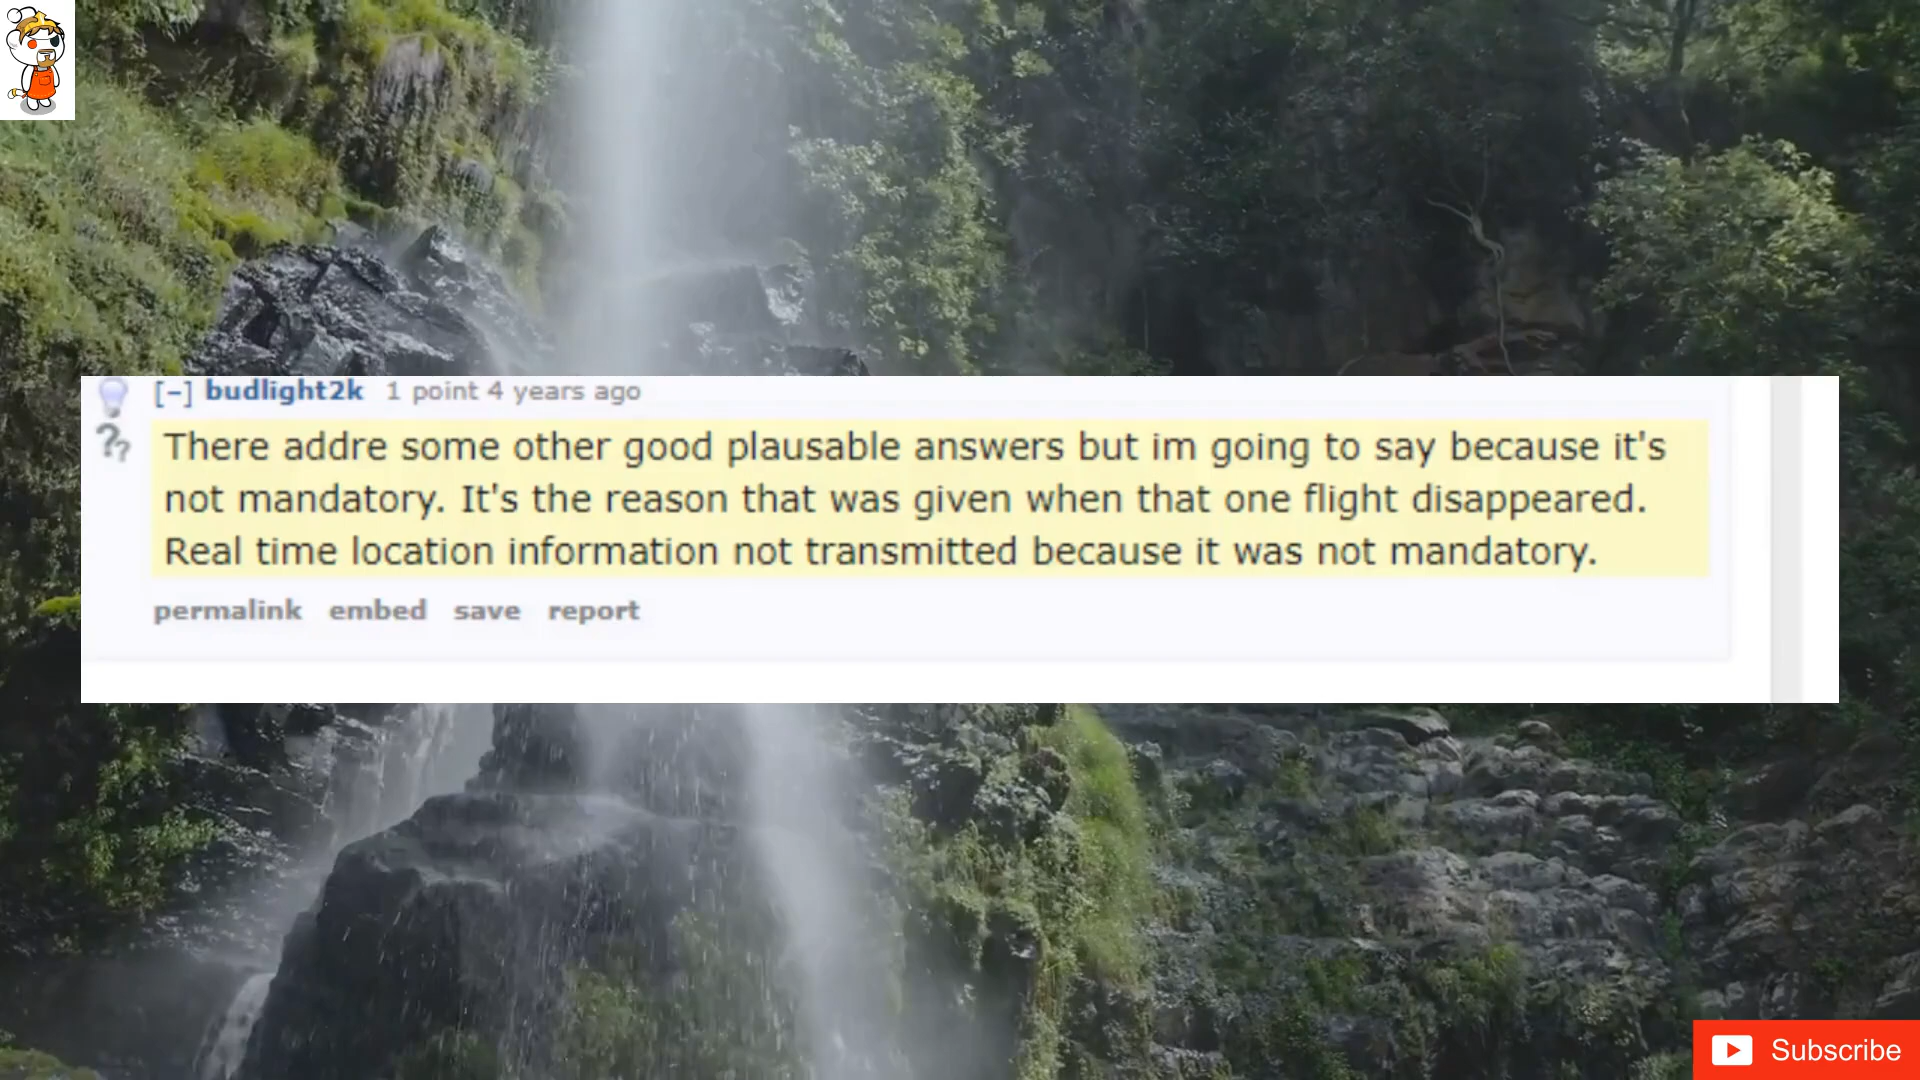 [-] budlight2k 1 point 4 years ago
??
There addre some other good plausable answers but im going to say because it's
not mandatory. It's the reason that was given when that one flight disappeared.
Real time location information not transmitted because it was not mandatory.
permalink embed save report
Subscribe